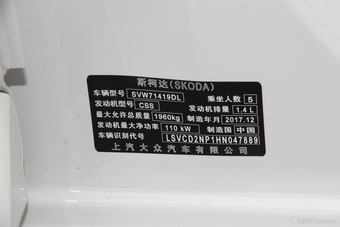 斯柯达(SKODA)
车辆型号 SVW71419DL 乘坐人数 5
发动机型号 CSS 发动机排量 1.4 L
最大允许总质量 1960kg 制造年月 2017.12
发动机最大净功率 110 kW 制造国 中国
车辆识别代号 LSVCD2NP1HN047889
上汽大众汽车有限公司